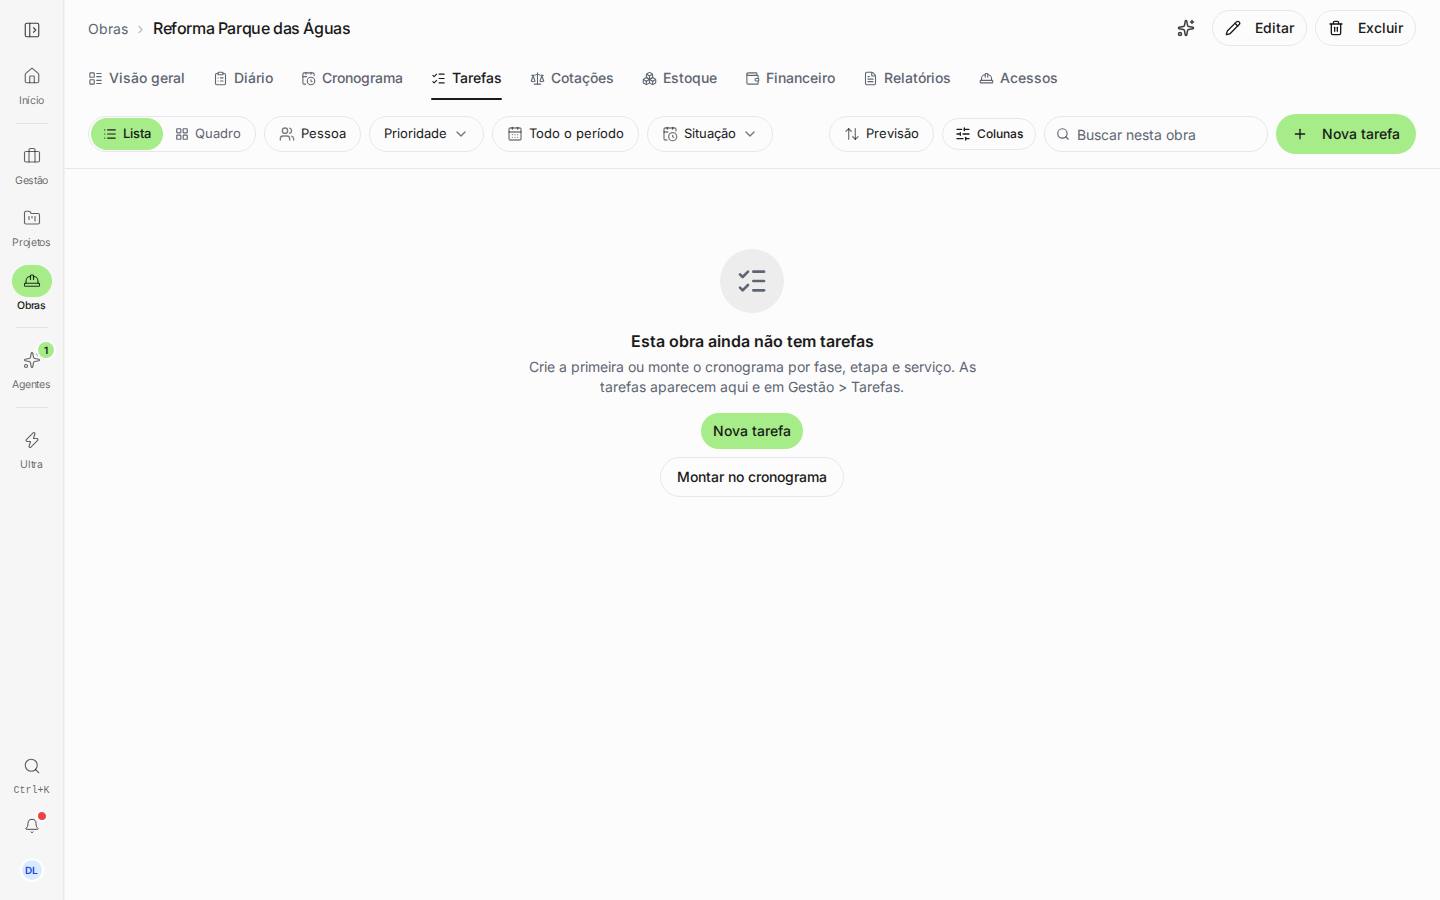 Obras
Reforma Parque das Águas
Editar
Excluir
Visão geral
Diário
Cronograma
Tarefas
Cotações
Estoque
Financeiro
Relatórios
Acessos
Lista
Quadro
Pessoa
Prioridade
Todo o período
Situação
Previsão
Colunas
Buscar nesta obra
Nova tarefa
Início
Gestão
Projetos
Obras
1
Agentes
Ultra
Esta obra ainda não tem tarefas
Crie a primeira ou monte o cronograma por fase, etapa e serviço. As
tarefas aparecem aqui e em Gestão > Tarefas.
Nova tarefa
Montar no cronograma
Ctrl+K
DL